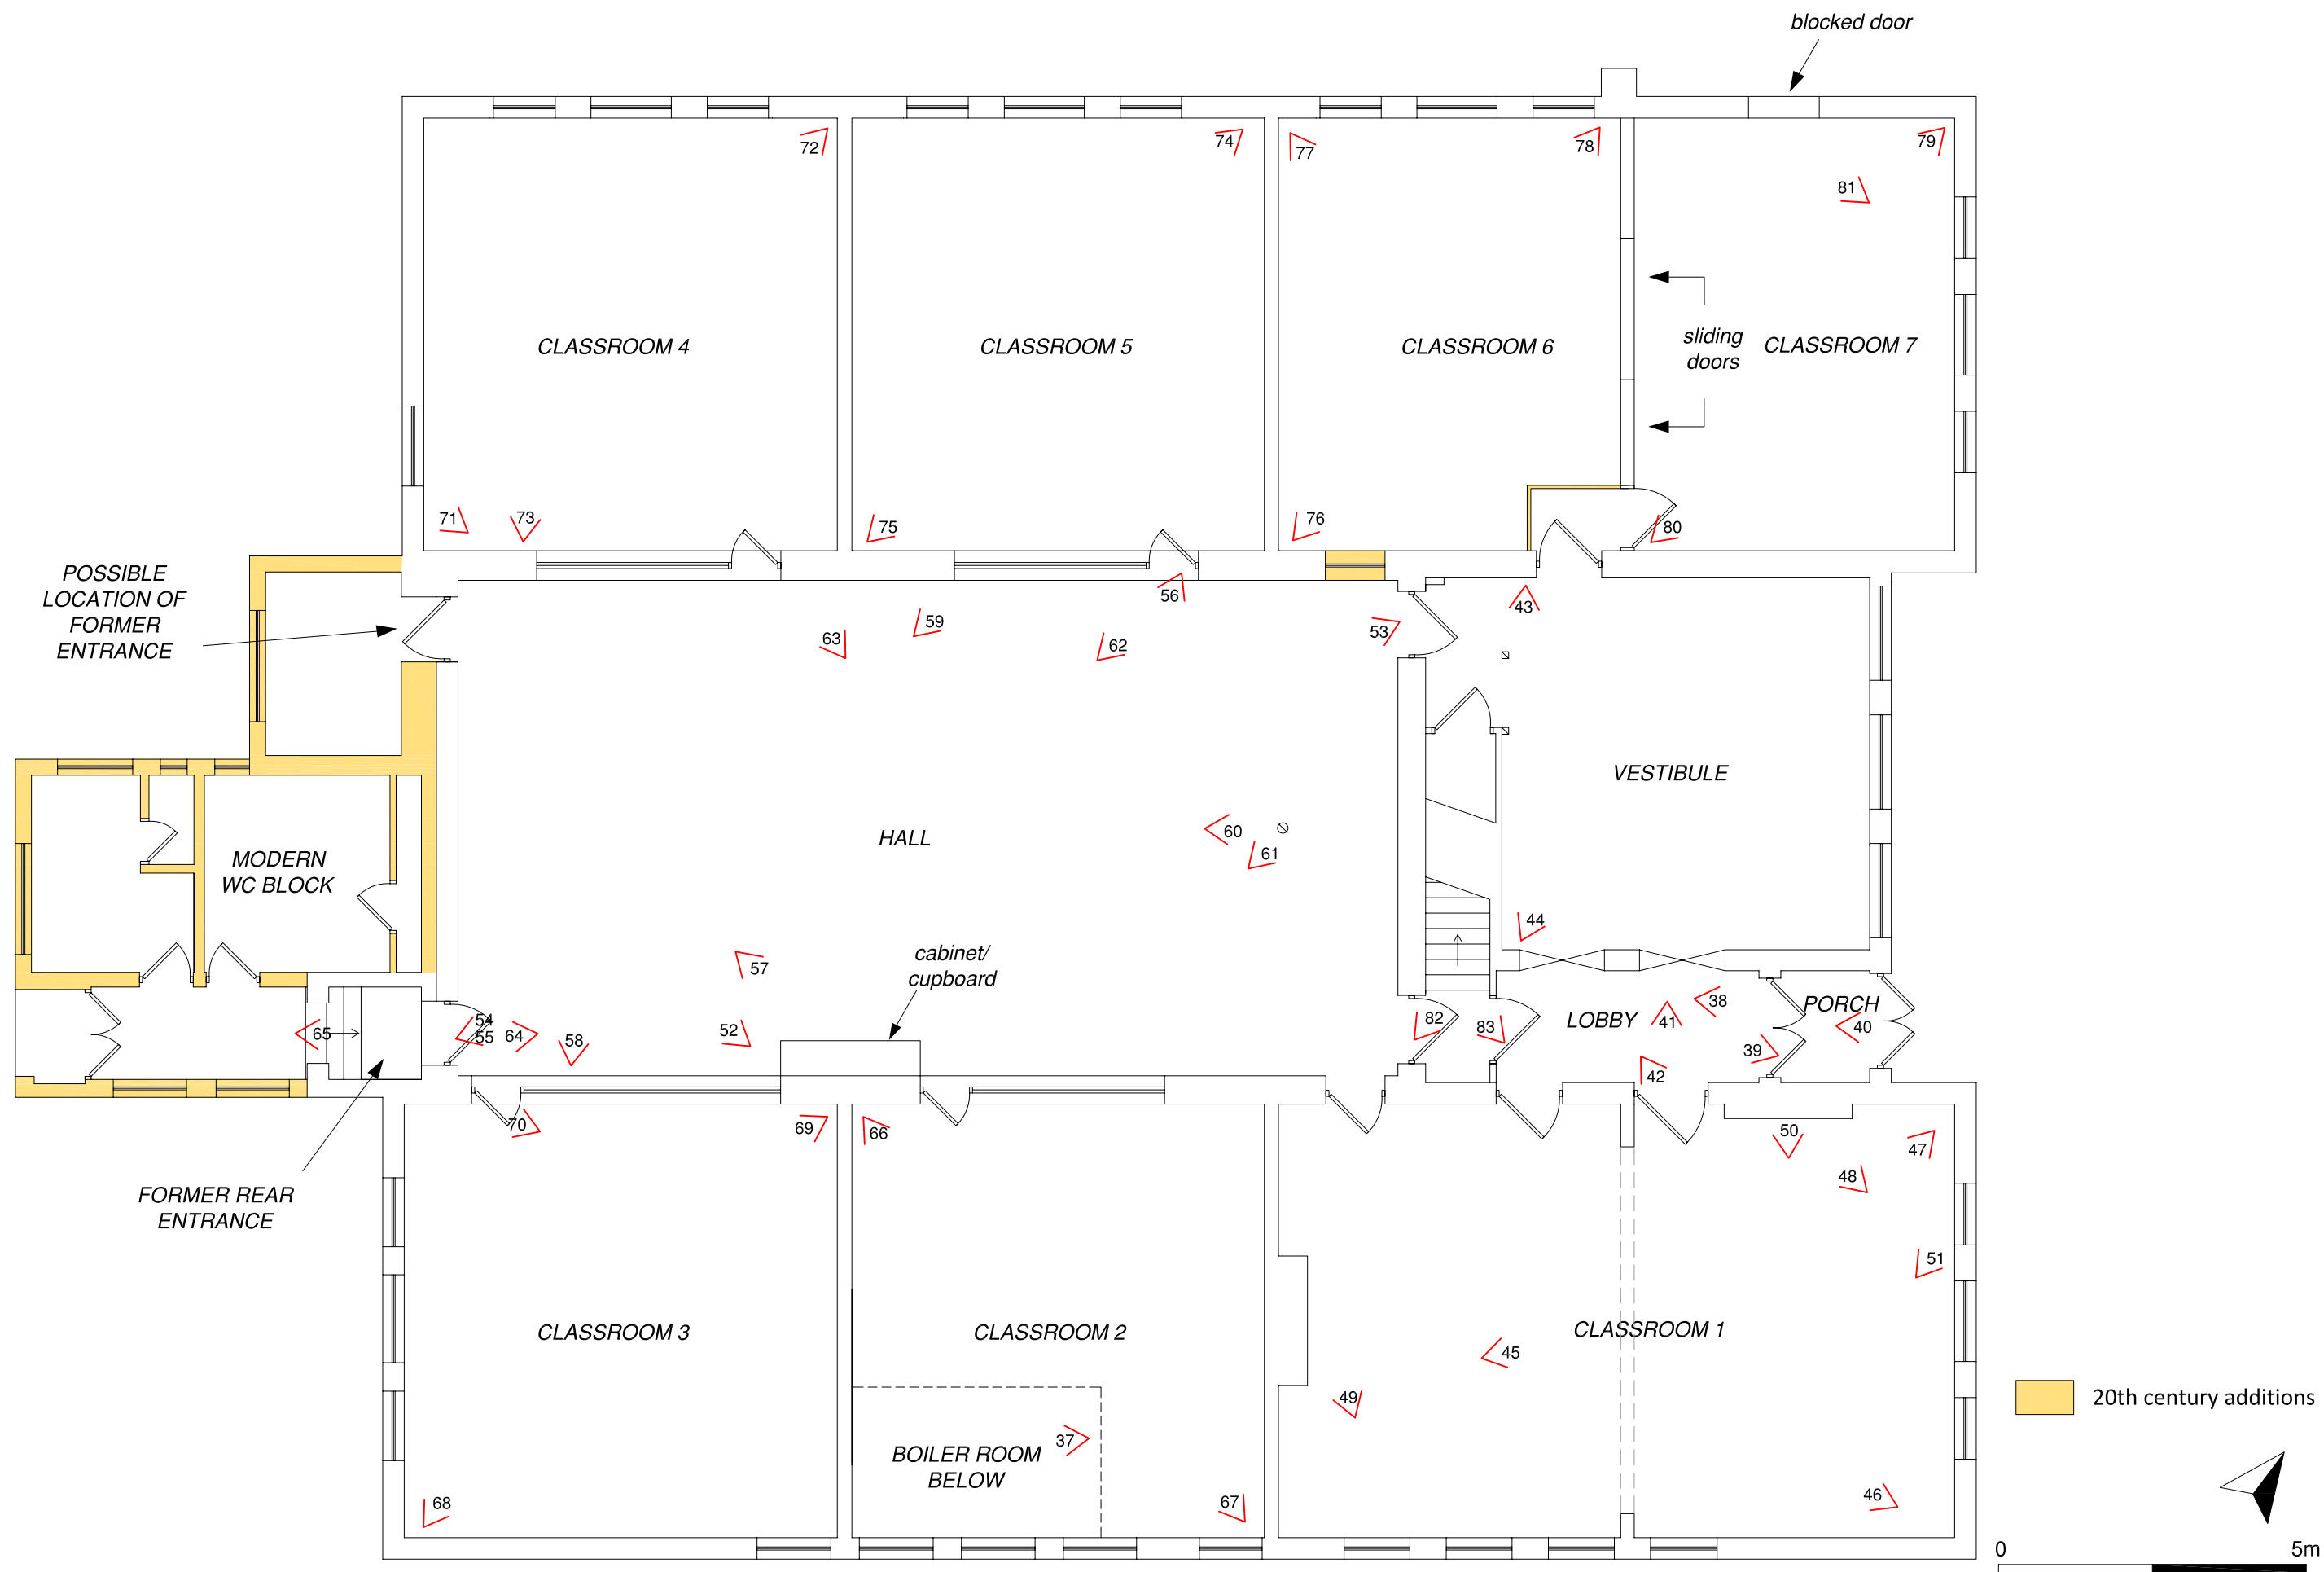 blocked door
72
74
77
78
79
81
CLASSROOM 4
CLASSROOM 5
CLASSROOM 6
sliding
doors
CLASSROOM 7
71
73
75
76
80
POSSIBLE
LOCATION OF
FORMER
ENTRANCE
56
43
63
59
62
53
VESTIBULE
HALL
60
61
MODERN
WC BLOCK
44
cabinet/
cupboard
57
54
55
64
65
58
52
82
83
LOBBY
41
38
PORCH
40
39
42
70
69
66
50
47
48
FORMER REAR
ENTRANCE
51
CLASSROOM 3
CLASSROOM 2
CLASSROOM 1
45
49
20th century additions
37
BOILER ROOM
BELOW
68
67
46
0
5m